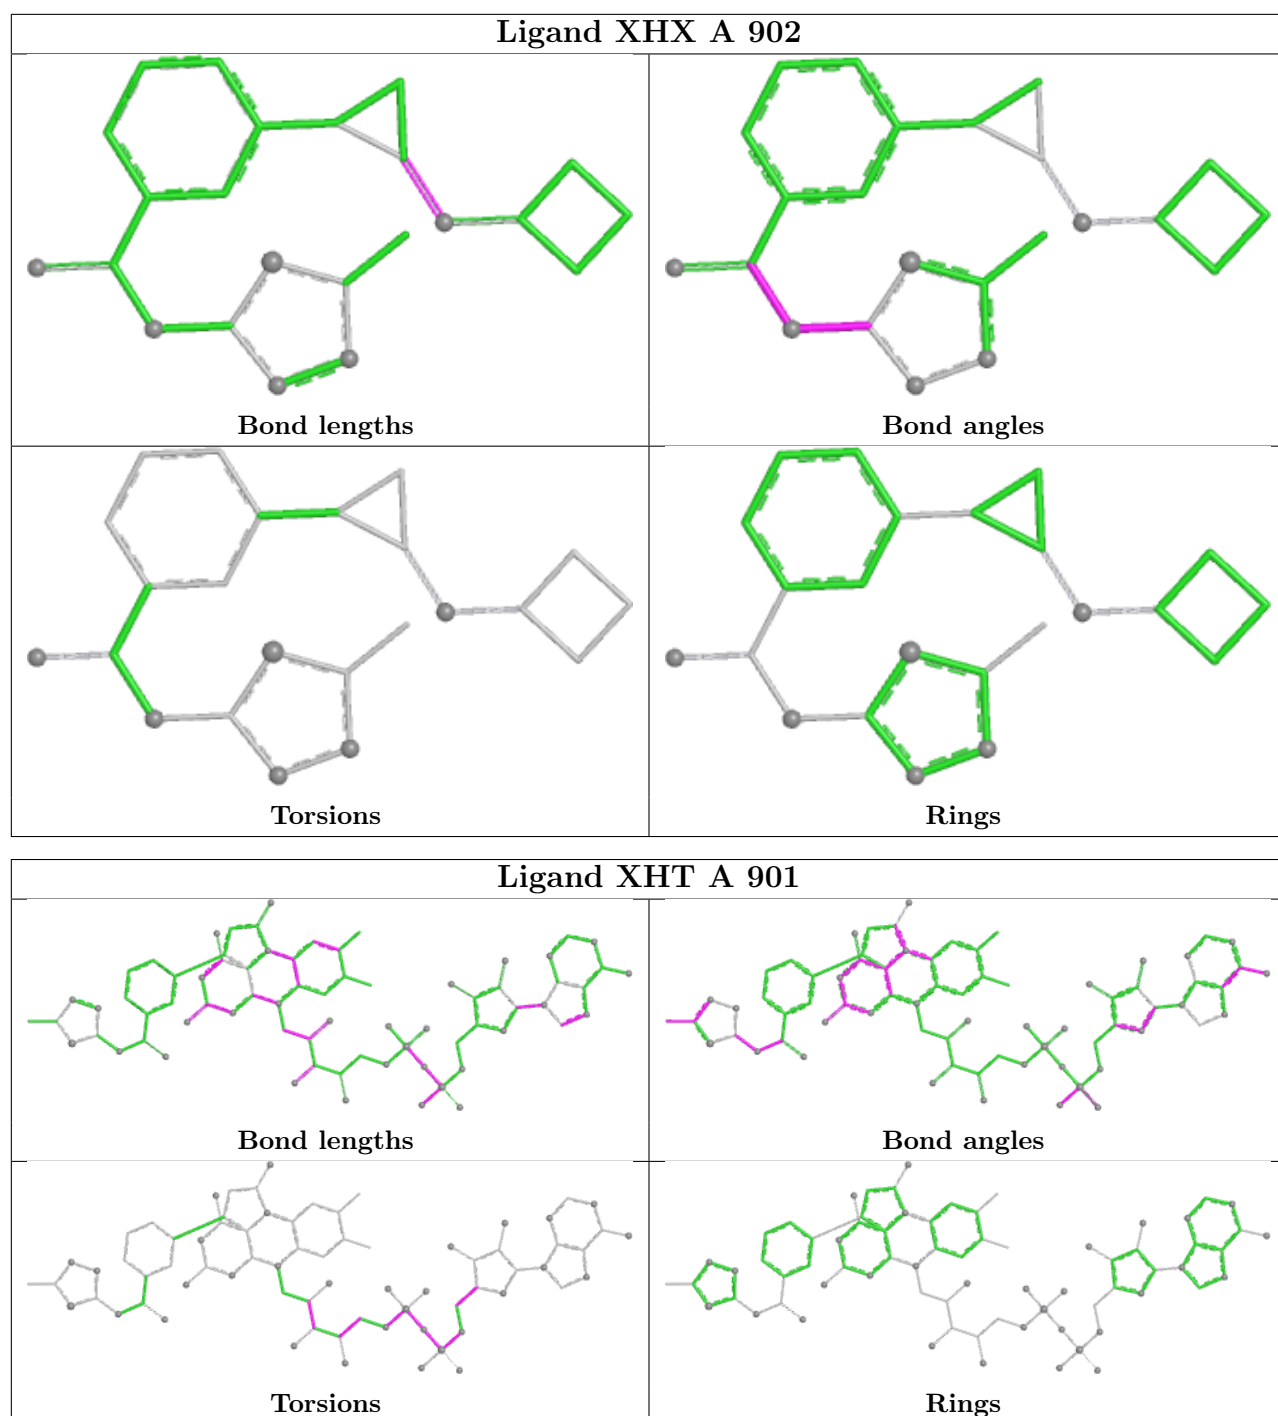 Ligand XHX A 902
Bond lengths
Bond angles
Torsions
Rings
Ligand XHT A 901
Bond lengths
Bond angles
Torsions
Rings